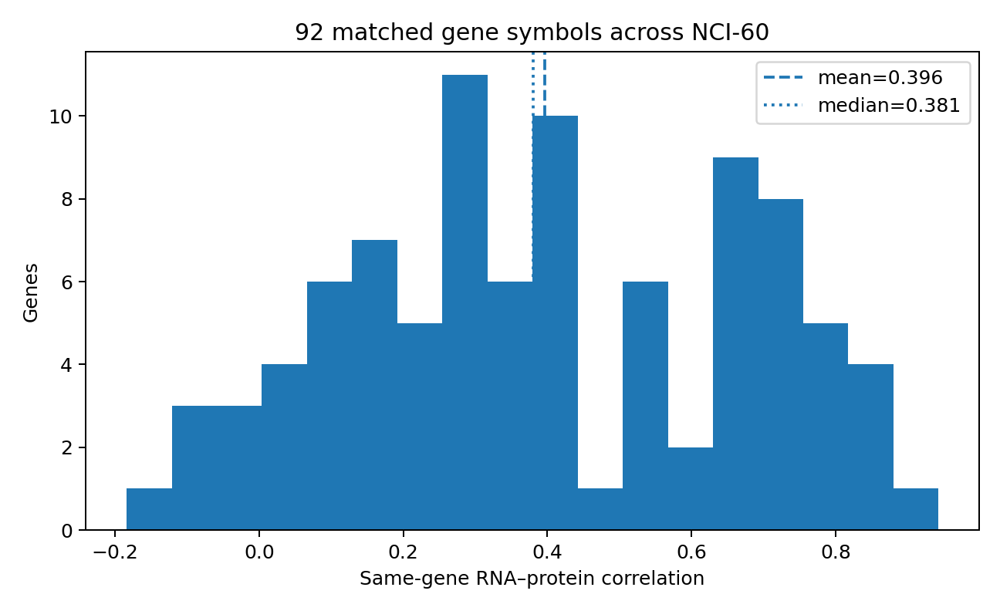 92 matched gene symbols across NCI-60
mean=0.396
median=0.381
Genes
10
8
6
4
2
0
−0.2
0.0
0.2
0.4
0.6
0.8
Same-gene RNA–protein correlation